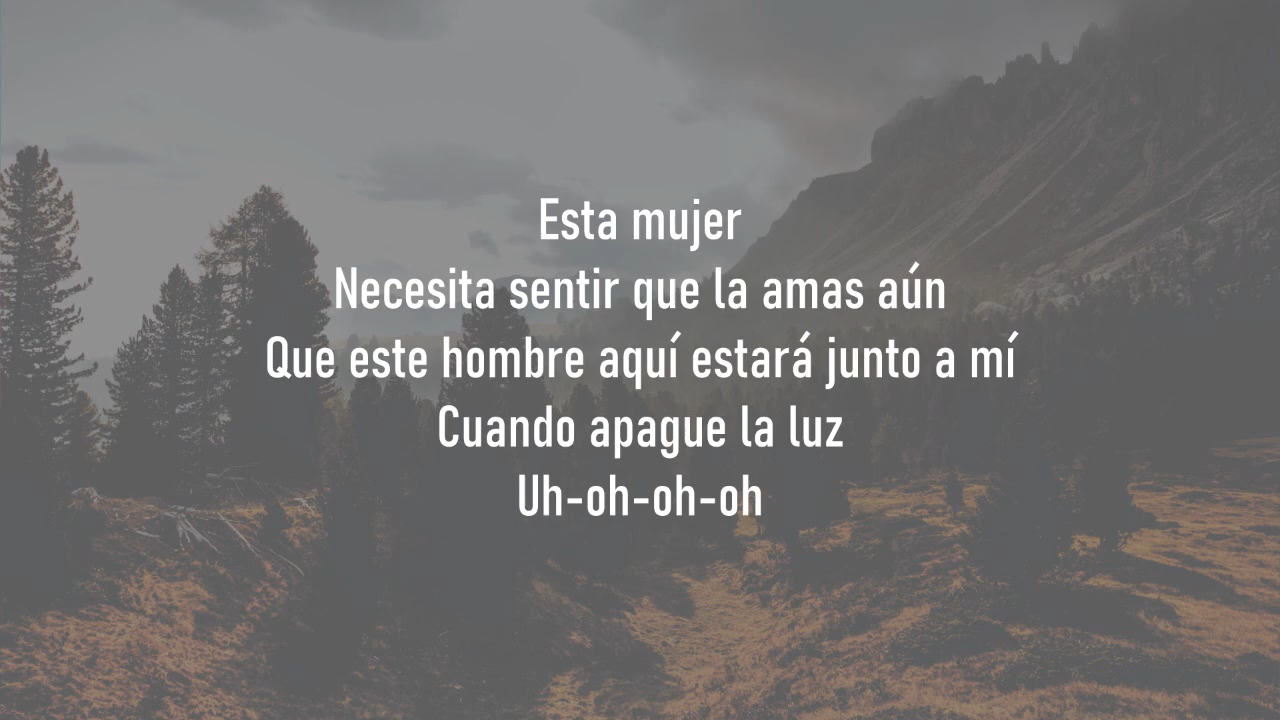 Esta mujer
Necesita sentir que la amas aún
Que este hombre aquí estará junto a mí
Cuando apague la luz
Uh-oh-oh-oh